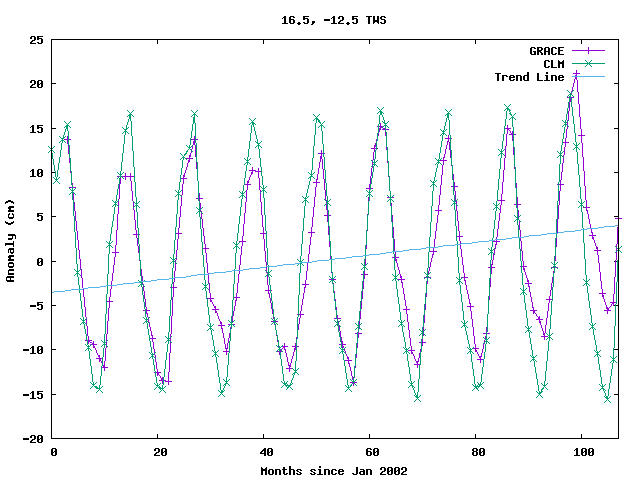 16.5, -12.5 TWS
25
20
15
10
5
0
-5
-10
-15
-20
Anomaly (cm)
GRACE
CLM
Trend Line
0 20 40 60 80 100
Months since Jan 2002